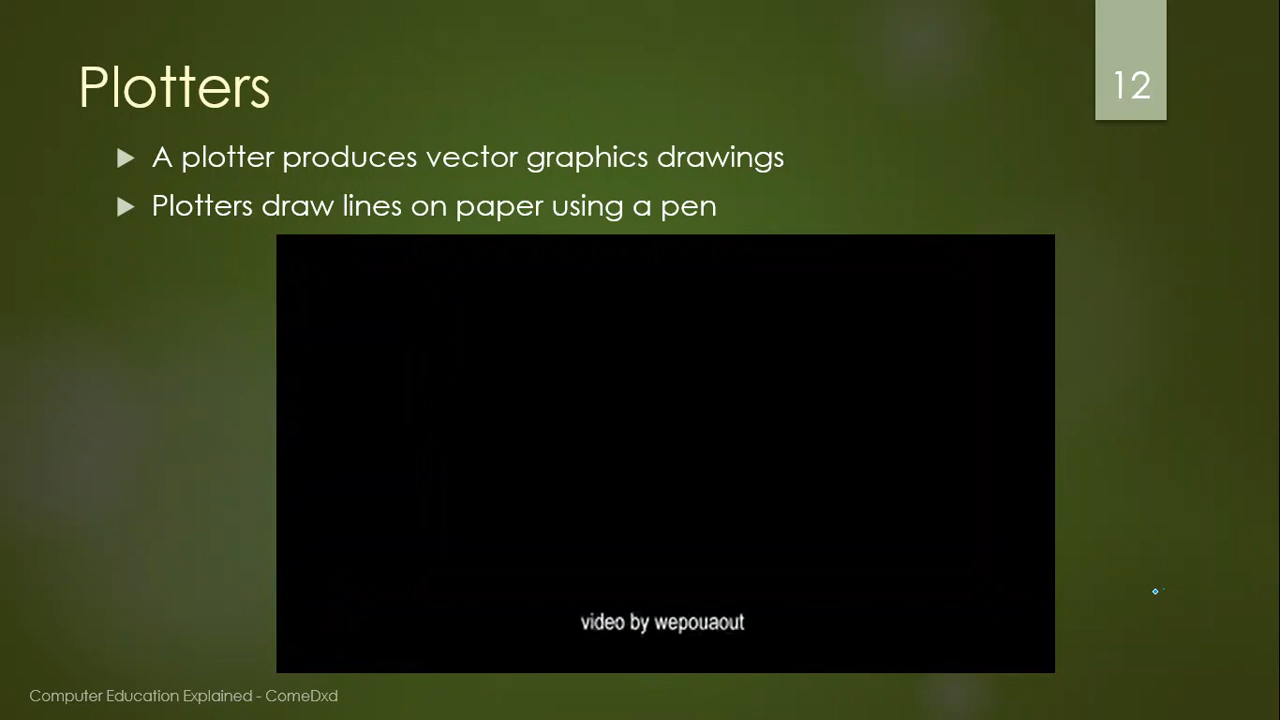 Plotters
12
A plotter produces vector graphics drawings
Plotters draw lines on paper using a pen
video by wepouaout
Computer Education Explained - ComeDxd